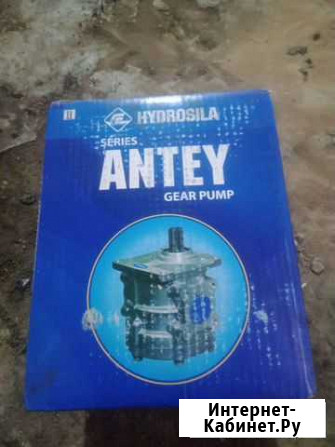 HYDROSILA
SERIES
ANTEY
GEAR PUMP
Интернет-
Кабинет.Ру